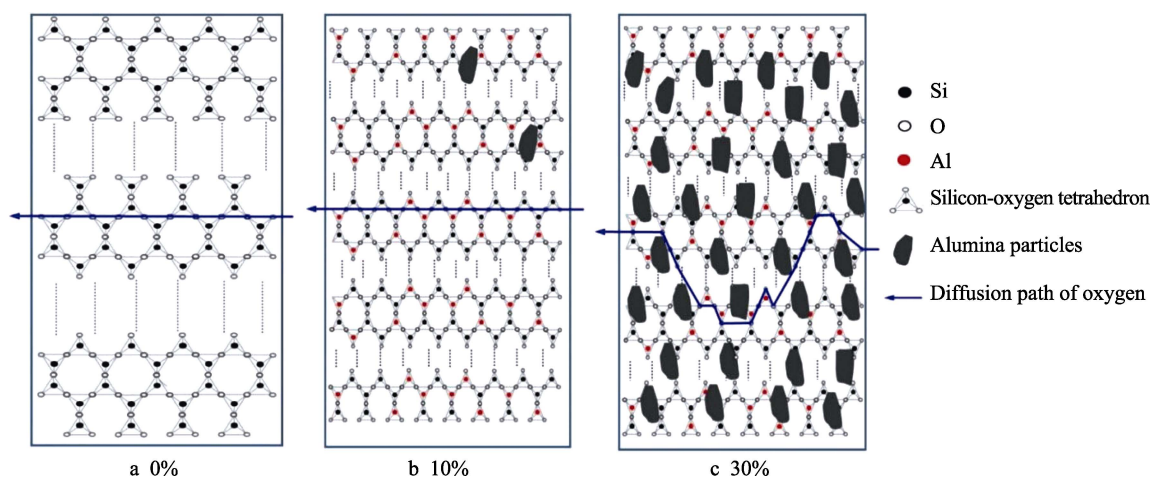 Si
O
Al
Silicon-oxygen tetrahedron
Alumina particles
Diffusion path of oxygen
a 0%
b 10%
c 30%